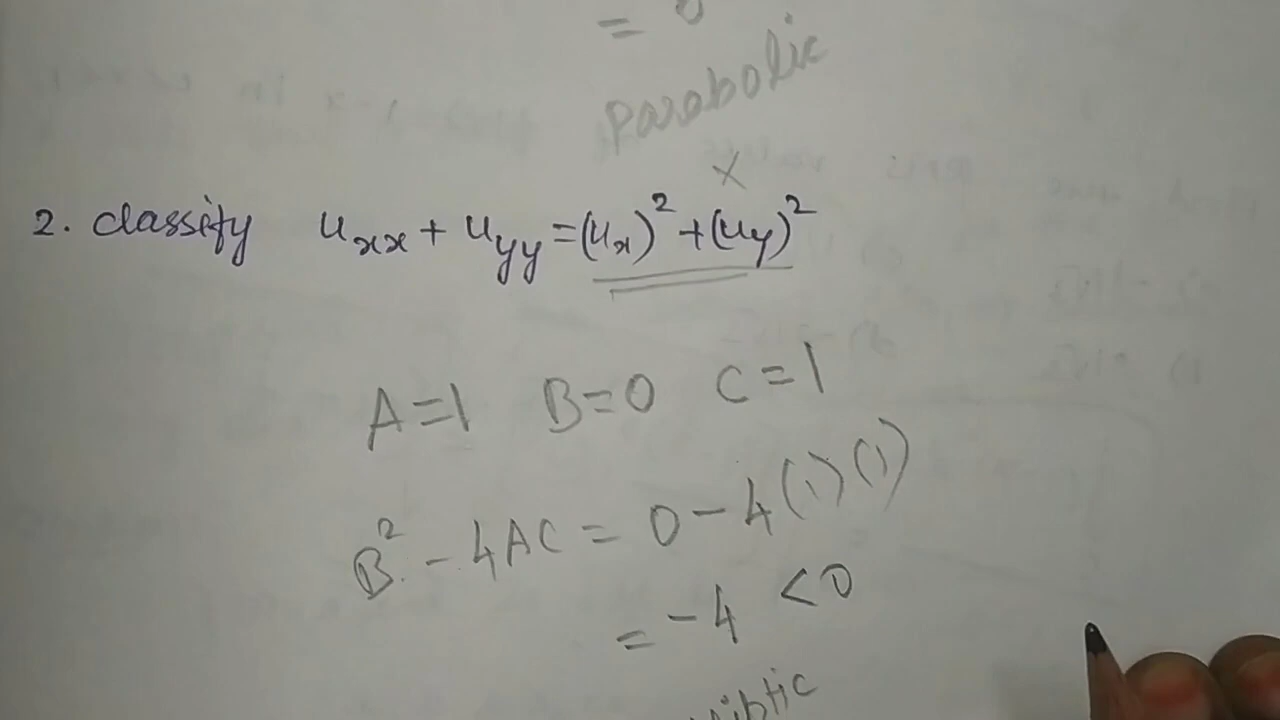 = 0
parabolic
x
2. classify u_xx + u_yy = (u_x)² + (u_y)²
A=1 B=0 C=1
B² - 4AC = 0 - 4(1)(1)
= -4 < 0